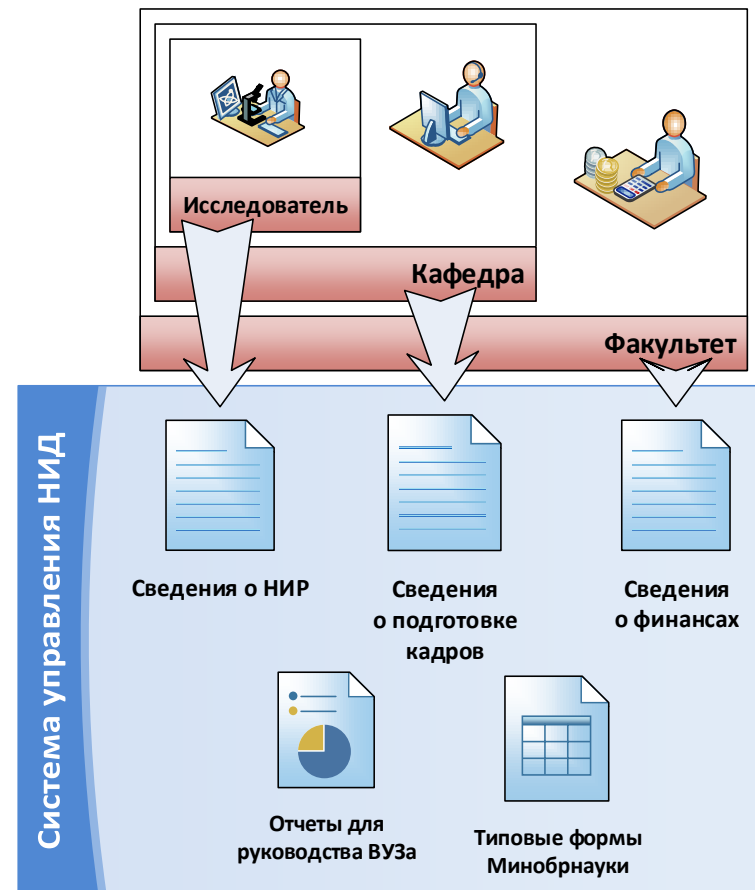 Исследователь
Кафедра
Факультет
Система управления НИД
Сведения о НИР
Сведения
о подготовке
кадров
Сведения
о финансах
Отчеты для
руководства ВУЗа
Типовые формы
Минобрнауки